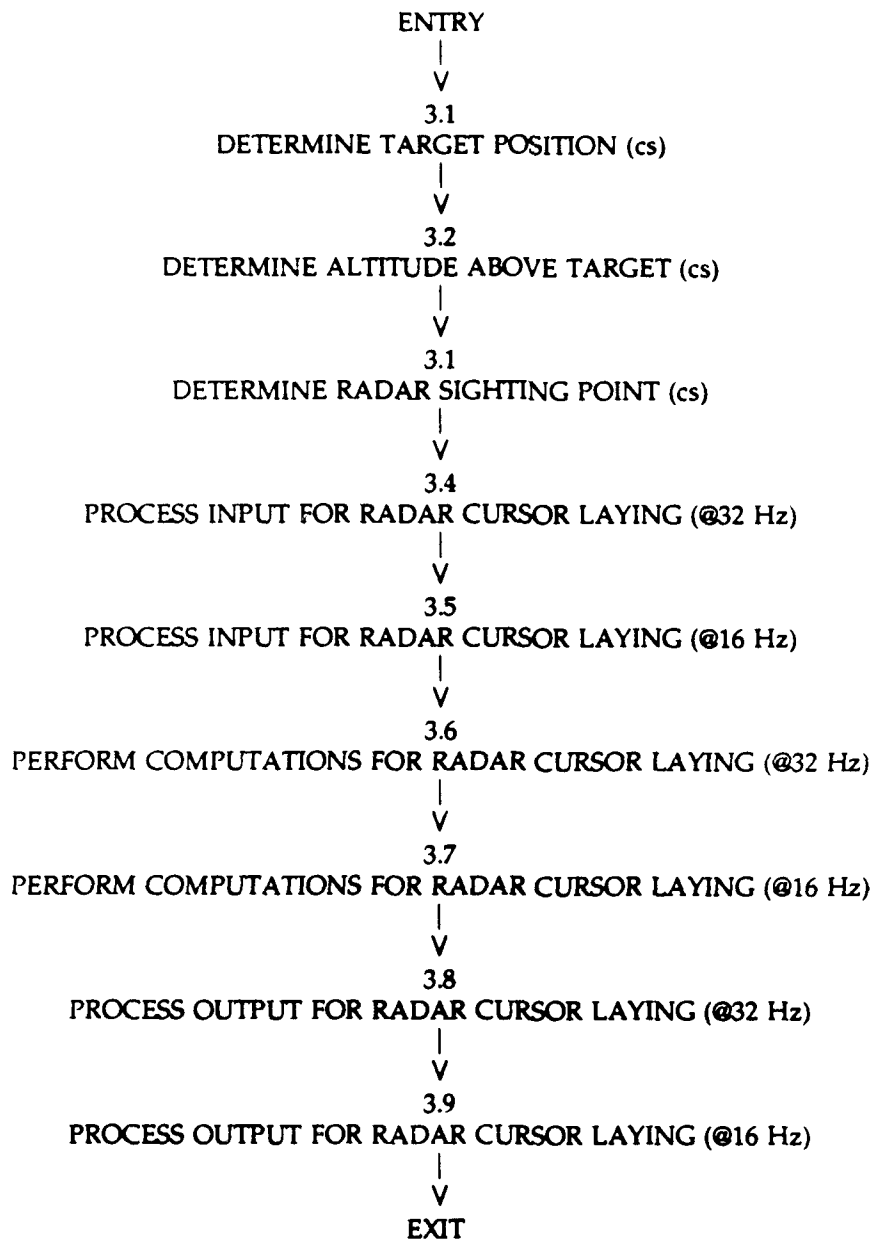 ENTRY
|
V
3.1
DETERMINE TARGET POSITION (cs)
|
V
3.2
DETERMINE ALTITUDE ABOVE TARGET (cs)
|
V
3.1
DETERMINE RADAR SIGHTING POINT (cs)
|
V
3.4
PROCESS INPUT FOR RADAR CURSOR LAYING (@32 Hz)
|
V
3.5
PROCESS INPUT FOR RADAR CURSOR LAYING (@16 Hz)
|
V
3.6
PERFORM COMPUTATIONS FOR RADAR CURSOR LAYING (@32 Hz)
|
V
3.7
PERFORM COMPUTATIONS FOR RADAR CURSOR LAYING (@16 Hz)
|
V
3.8
PROCESS OUTPUT FOR RADAR CURSOR LAYING (@32 Hz)
|
V
3.9
PROCESS OUTPUT FOR RADAR CURSOR LAYING (@16 Hz)
|
V
EXIT